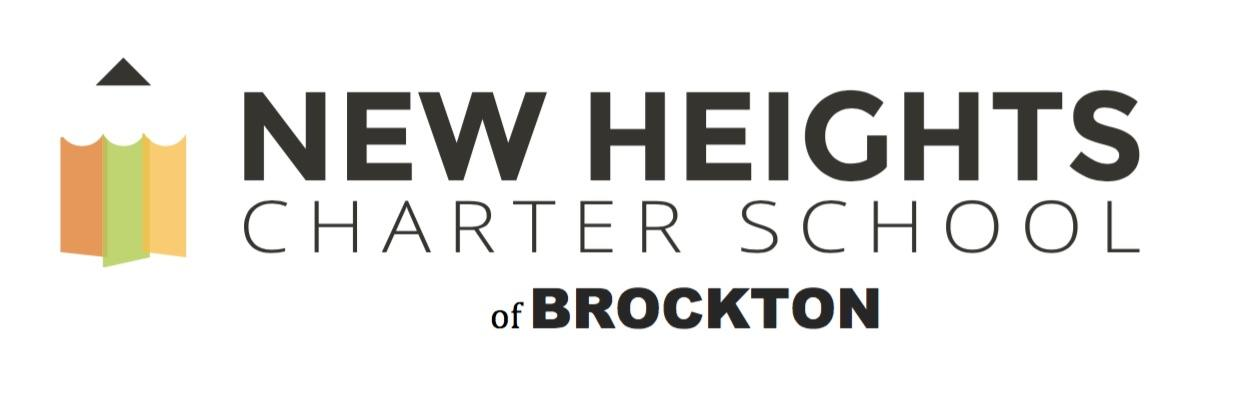 NEW HEIGHTS
CHARTER SCHOOL
of BROCKTON